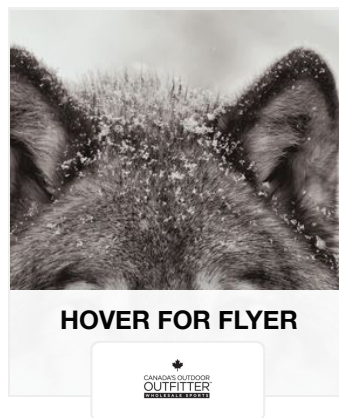 HOVER FOR FLYER
CANADA'S OUTDOOR
OUTFITTER
WHOLESALE SPORTS